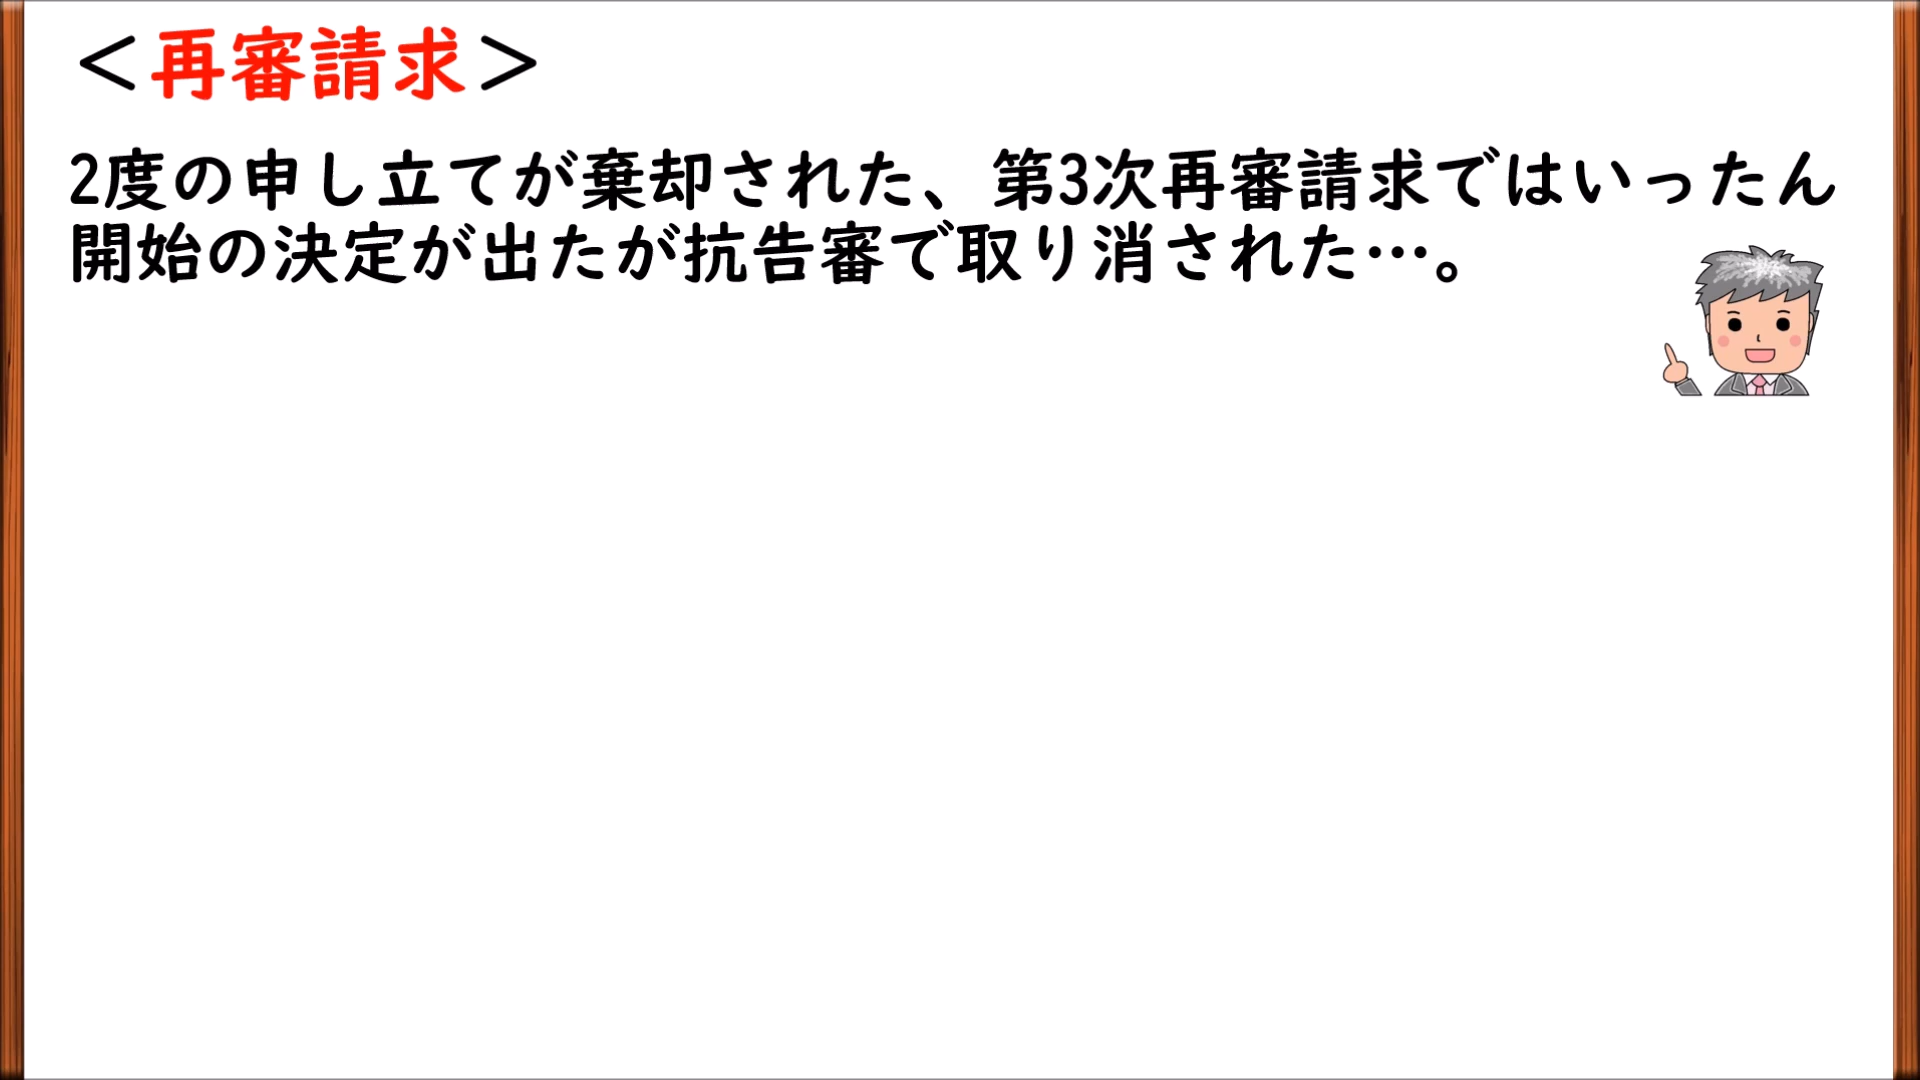 ＜再審請求＞
2度の申し立てが棄却された、第3次再審請求ではいったん
開始の決定が出たが抗告審で取り消された…。